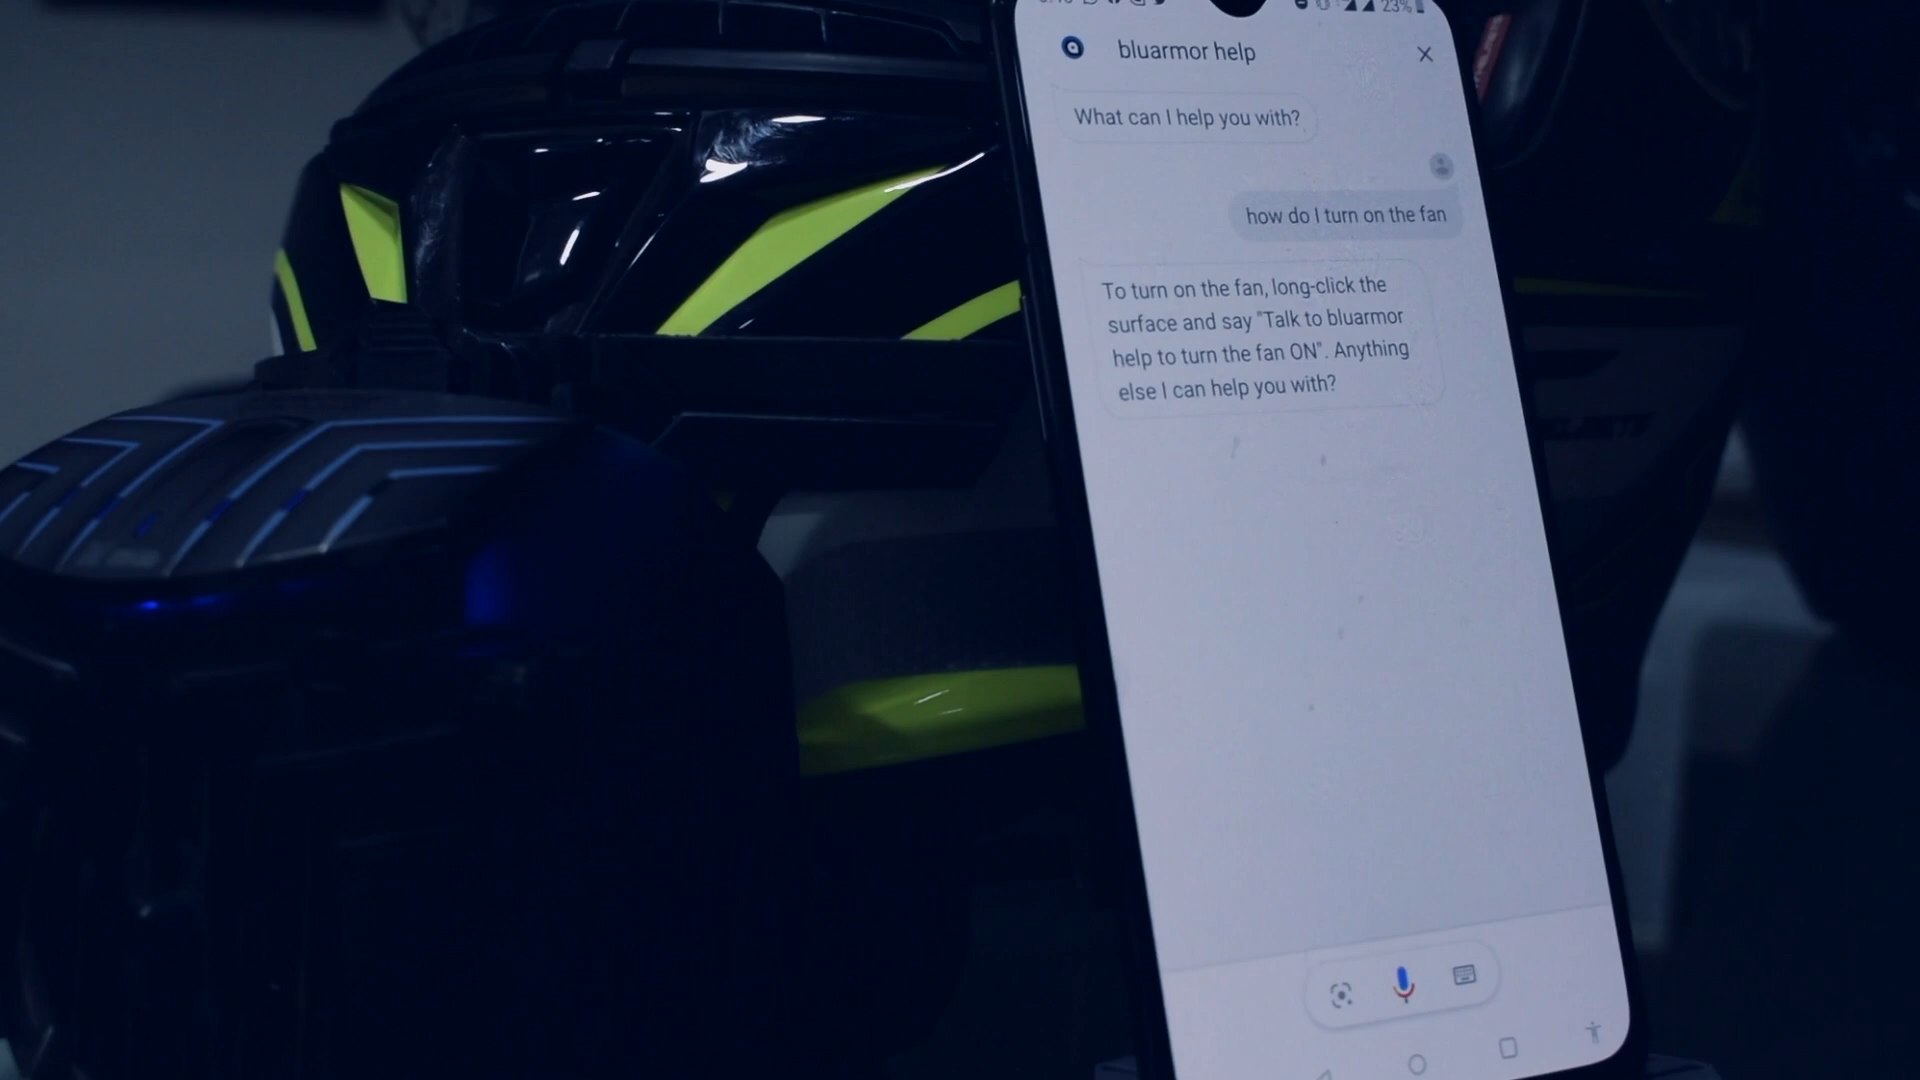 23%
bluarmor help
What can I help you with?
how do I turn on the fan
To turn on the fan, long-click the
surface and say "Talk to bluarmor
help to turn the fan ON". Anything
else I can help you with?